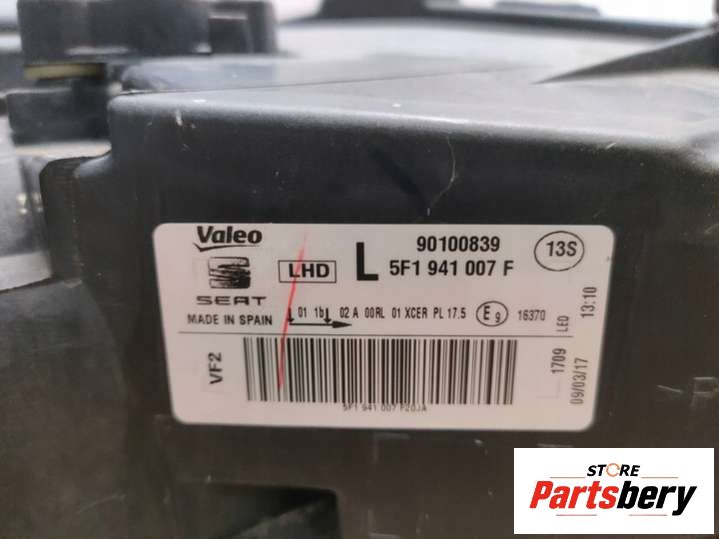 Valeo
SEAT
MADE IN SPAIN
LHD
L
90100839
5F1 941 007 F
13S
01 1b 02 A 00RL 01 XCER PL 17.5 E9 16370
LED
13:10
VF2
1709
09/03/17
5F1 941 007 F20JA
STORE
Partsbery